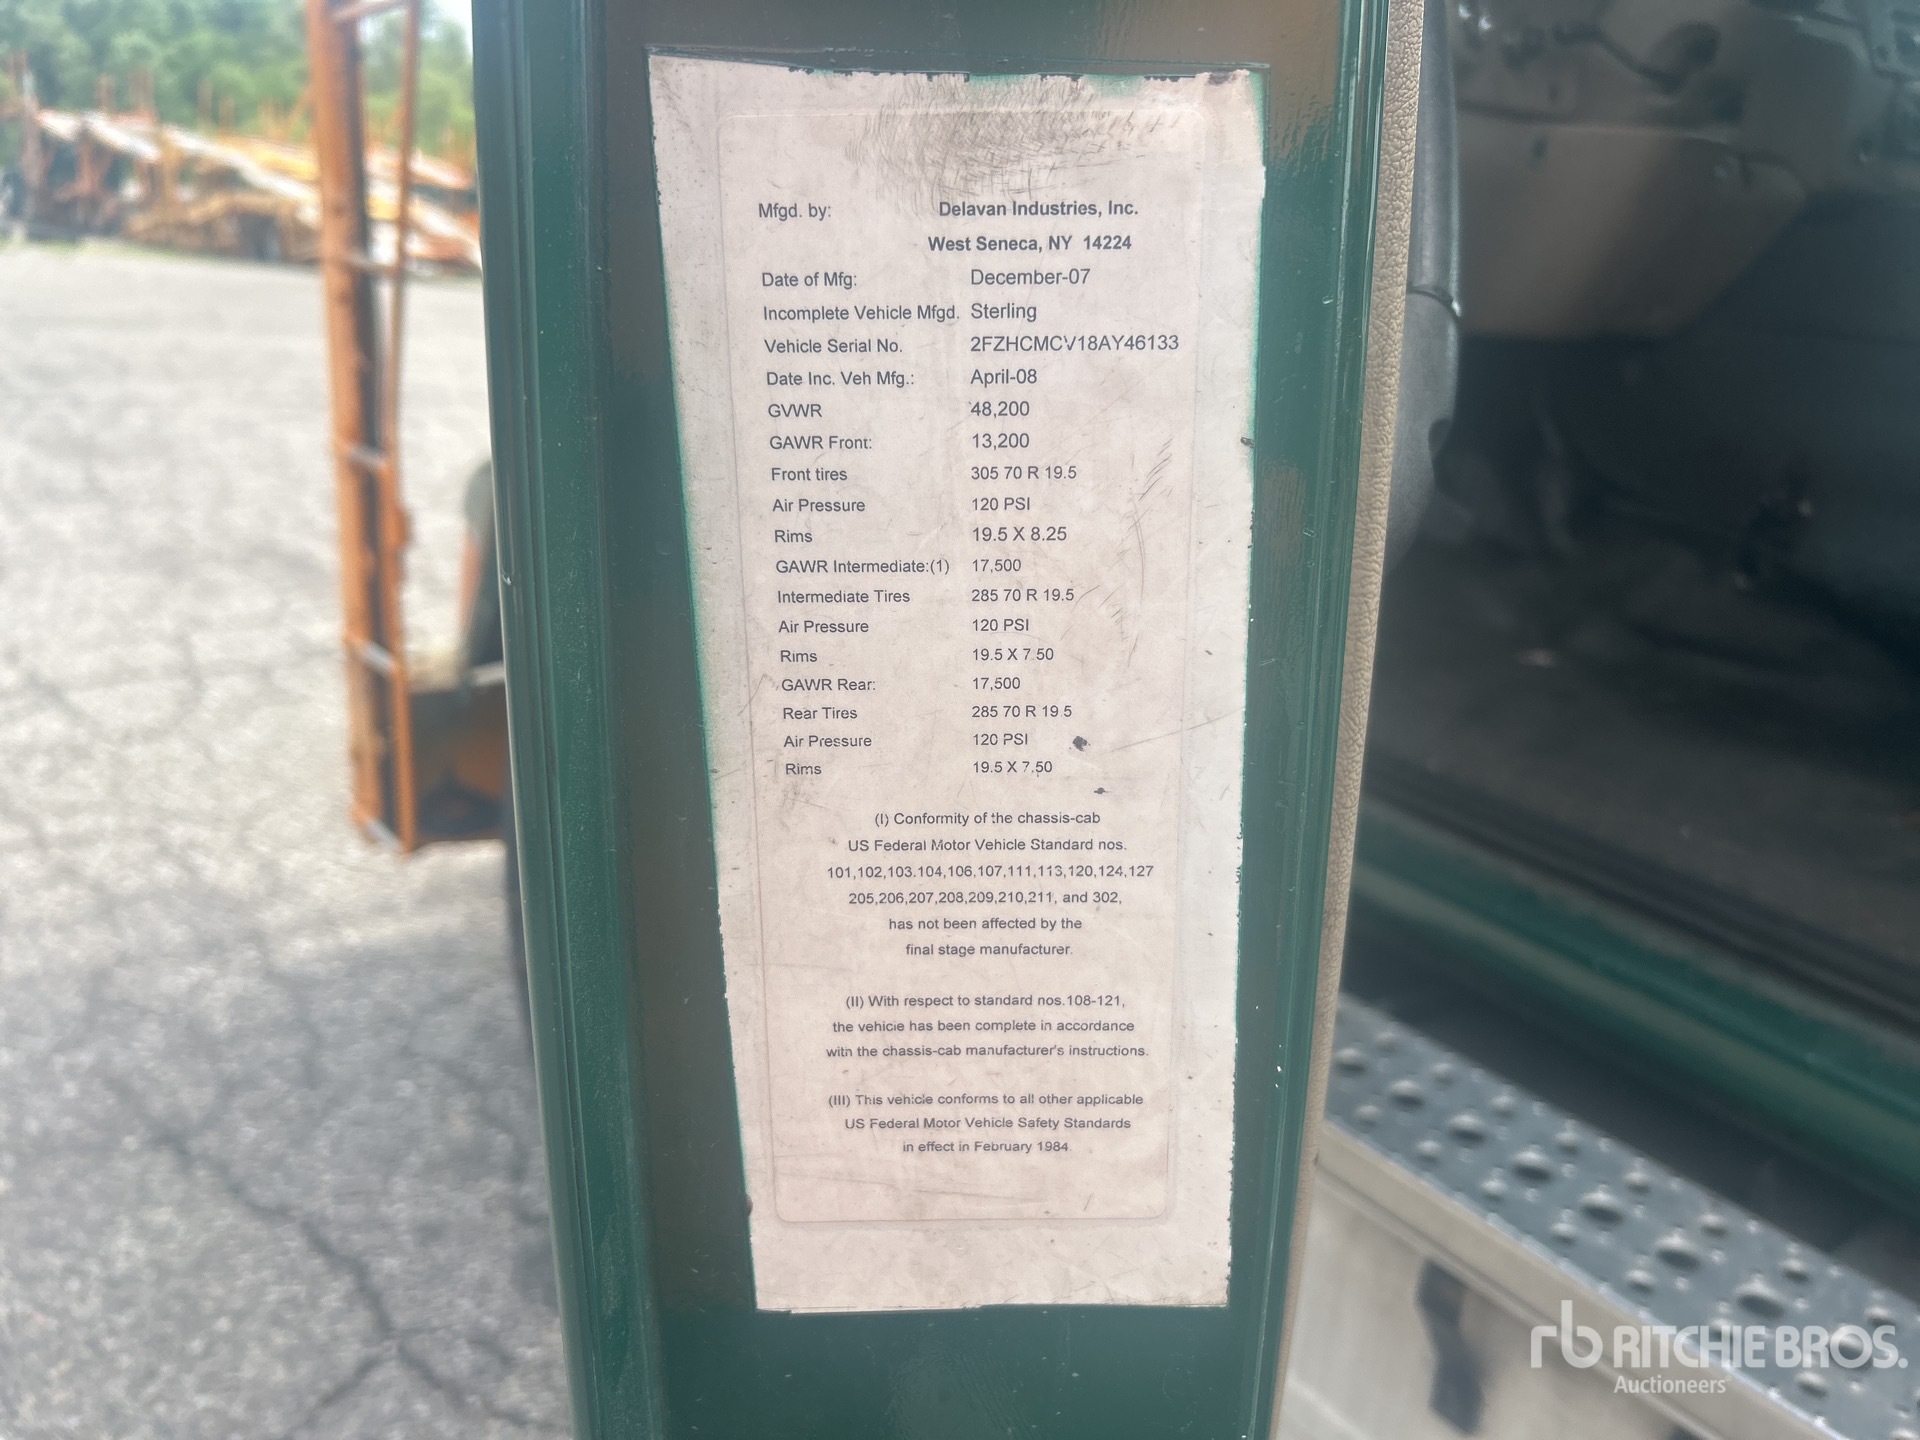 Mfgd. by: Delavan Industries, Inc.
West Seneca, NY 14224
Date of Mfg: December-07
Incomplete Vehicle Mfgd. Sterling
Vehicle Serial No. 2FZHCMCV18AY46133
Date Inc. Veh Mfg.: April-08
GVWR 48,200
GAWR Front: 13,200
Front tires 305 70 R 19.5
Air Pressure 120 PSI
Rims 19.5 X 8.25
GAWR Intermediate:(1) 17,500
Intermediate Tires 285 70 R 19.5
Air Pressure 120 PSI
Rims 19.5 X 7.50
GAWR Rear: 17,500
Rear Tires 285 70 R 19.5
Air Pressure 120 PSI
Rims 19.5 X 7.50
(I) Conformity of the chassis-cab
US Federal Motor Vehicle Standard nos.
101,102,103.104,106,107,111,113,120,124,127
205,206,207,208,209,210,211, and 302,
has not been affected by the
final stage manufacturer.
(II) With respect to standard nos.108-121,
the vehicle has been complete in accordance
with the chassis-cab manufacturer's instructions.
(III) This vehicle conforms to all other applicable
US Federal Motor Vehicle Safety Standards
in effect in February 1984.
rb RITCHIE BROS.
Auctioneers